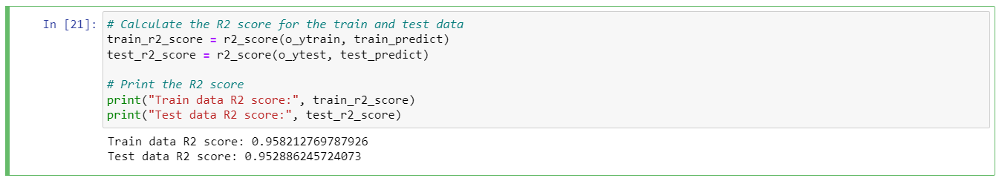 In [21]: # Calculate the R2 score for the train and test data
train_r2_score = r2_score(o_ytrain, train_predict)
test_r2_score = r2_score(o_ytest, test_predict)
# Print the R2 score
print("Train data R2 score:", train_r2_score)
print("Test data R2 score:", test_r2_score)
Train data R2 score: 0.958212769787926
Test data R2 score: 0.952886245724073